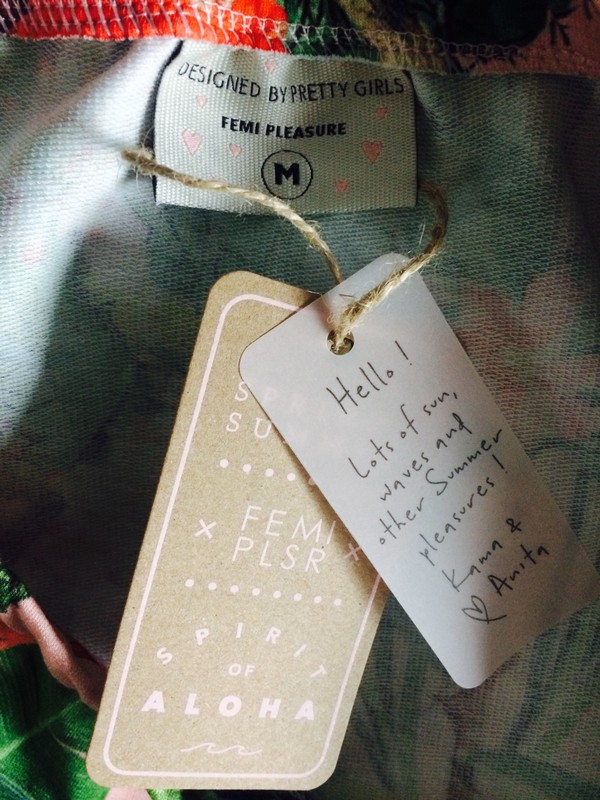 DESIGNED BY PRETTY GIRLS
FEMI PLEASURE
M
Hello!
Lots of sun,
waves and
other Summer
pleasures!
Kama &
♡ Anita
× FEMI ×
PLSR
SPIRIT
OF
ALOHA